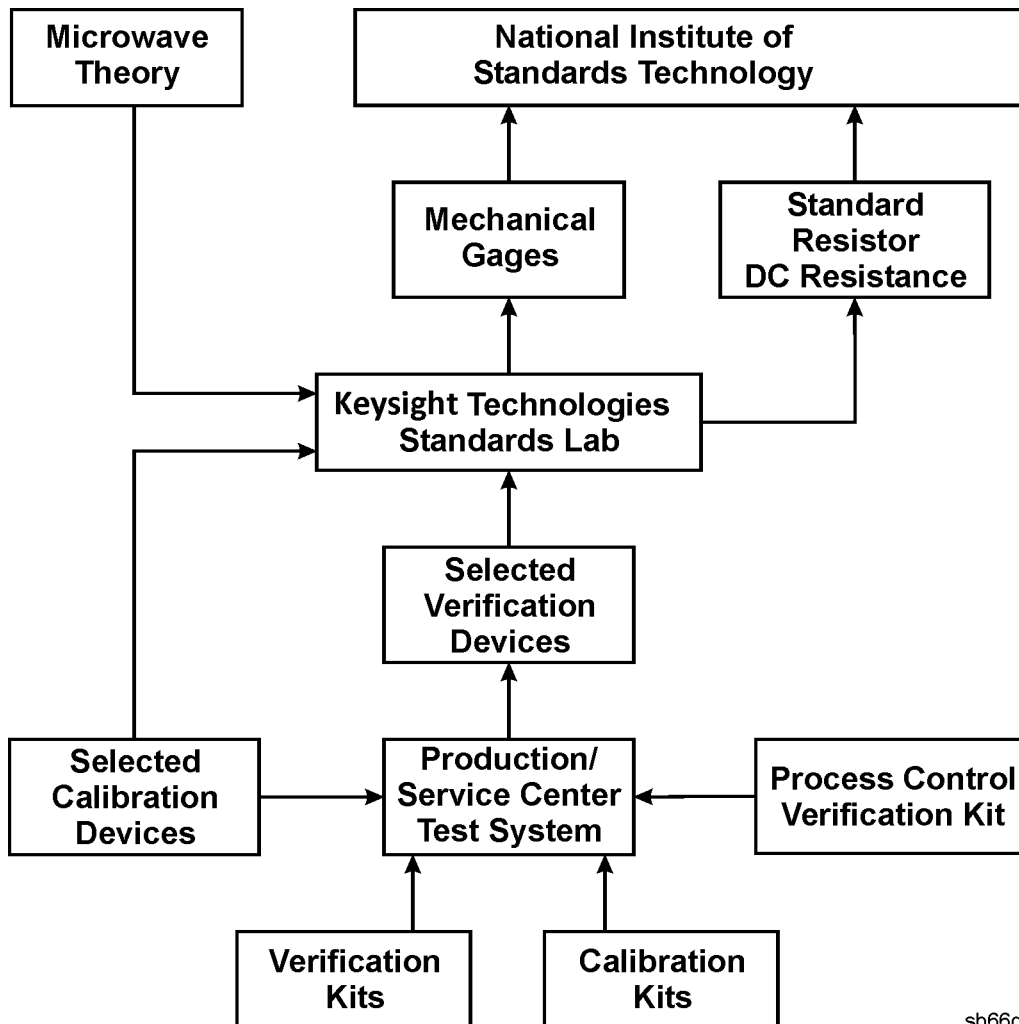 Microwave
Theory
National Institute of
Standards Technology
Mechanical
Gages
Standard
Resistor
DC Resistance
Keysight Technologies
Standards Lab
Selected
Verification
Devices
Selected
Calibration
Devices
Production/
Service Center
Test System
Process Control
Verification Kit
Verification
Kits
Calibration
Kits